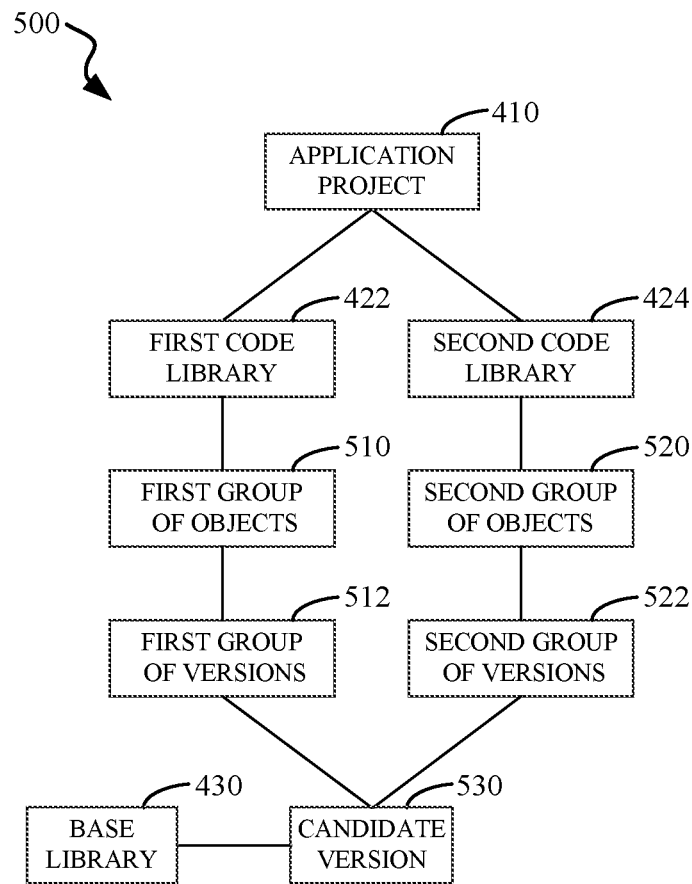 500
410
APPLICATION
PROJECT
422
424
FIRST CODE
LIBRARY
SECOND CODE
LIBRARY
510
520
FIRST GROUP
OF OBJECTS
SECOND GROUP
OF OBJECTS
512
522
FIRST GROUP
OF VERSIONS
SECOND GROUP
OF VERSIONS
430
530
BASE
LIBRARY
CANDIDATE
VERSION